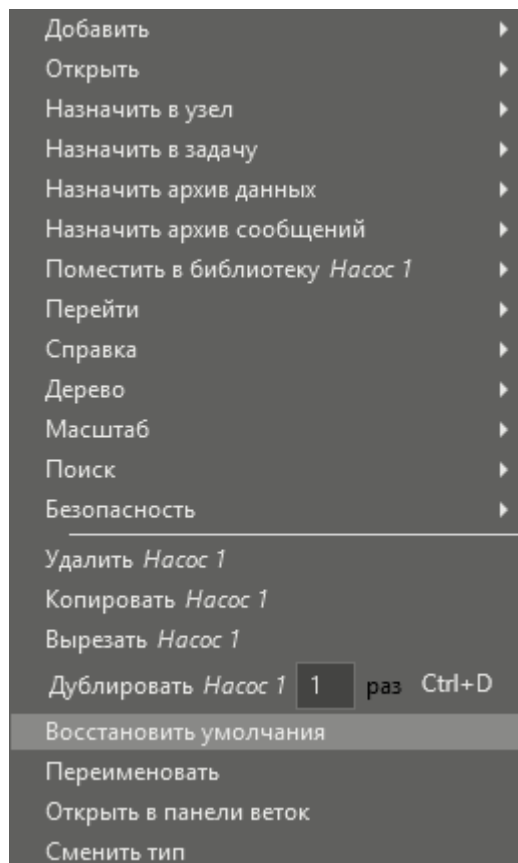 Добавить
Открыть
Назначить в узел
Назначить в задачу
Назначить архив данных
Назначить архив сообщений
Поместить в библиотеку Насос 1
Перейти
Справка
Дерево
Масштаб
Поиск
Безопасность
Удалить Насос 1
Копировать Насос 1
Вырезать Насос 1
Дублировать Насос 1 1 раз Ctrl+D
Восстановить умолчания
Переименовать
Открыть в панели веток
Сменить тип